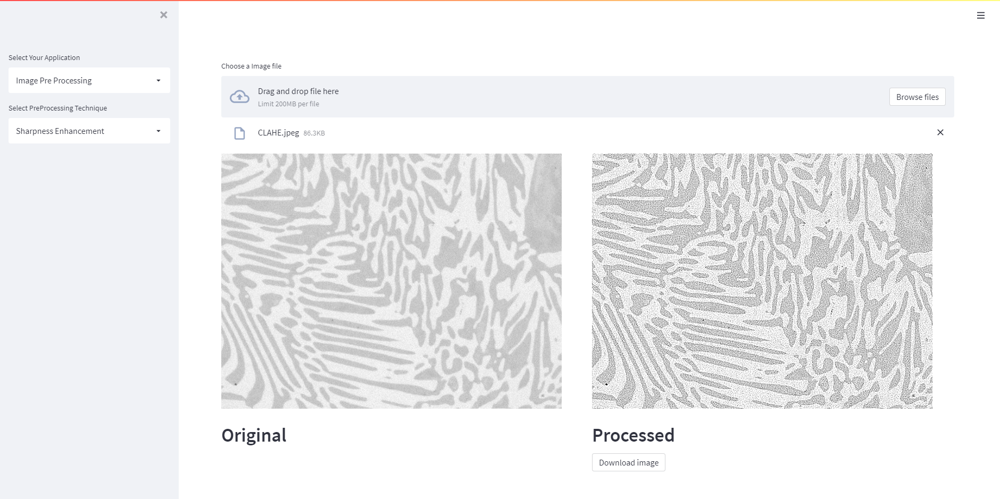 Select Your Application
Image Pre Processing
Select PreProcessing Technique
Sharpness Enhancement
Choose a Image file
Drag and drop file here
Limit 200MB per file
Browse files
CLAHE.jpeg 86.3KB
Original
Processed
Download image